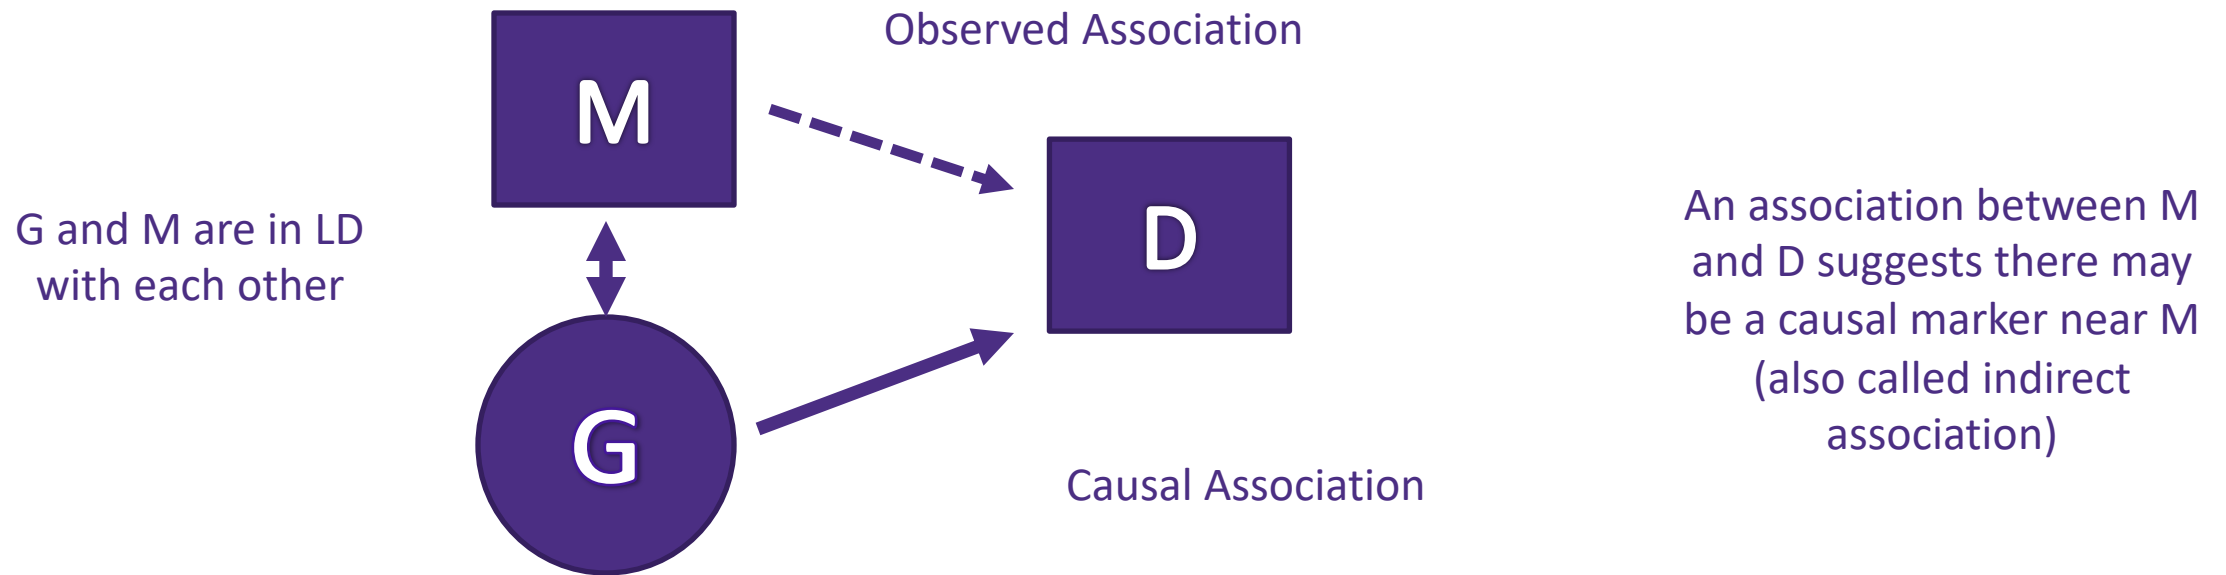 Observed Association
M
D
G and M are in LD
with each other
G
Causal Association
An association between M
and D suggests there may
be a causal marker near M
(also called indirect
association)